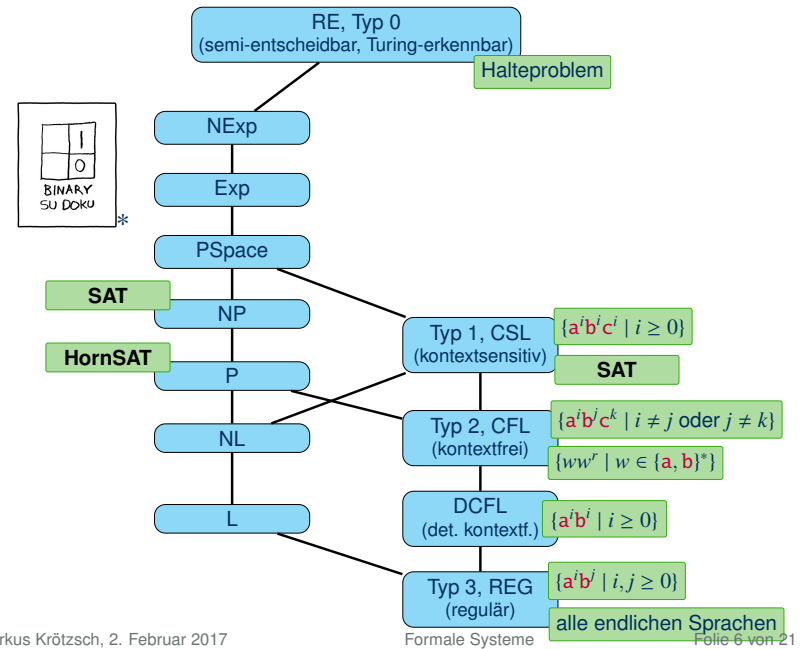 RE, Typ 0
(semi-entscheidbar, Turing-erkennbar)
Halteproblem
NExp
1
0
BINARY
SU DOKU
*
Exp
PSpace
SAT
NP
Typ 1, CSL
(kontextsensitiv)
{aⁱbⁱcⁱ | i ≥ 0}
SAT
HornSAT
P
Typ 2, CFL
(kontextfrei)
{aⁱbʲcᵏ | i ≠ j oder j ≠ k}
{wwʳ | w ∈ {a, b}*}
NL
DCFL
(det. kontextf.)
{aⁱbⁱ | i ≥ 0}
L
Typ 3, REG
(regulär)
{aⁱbʲ | i, j ≥ 0}
alle endlichen Sprachen
rkus Krötzsch, 2. Februar 2017
Formale Systeme
Folie 6 von 21